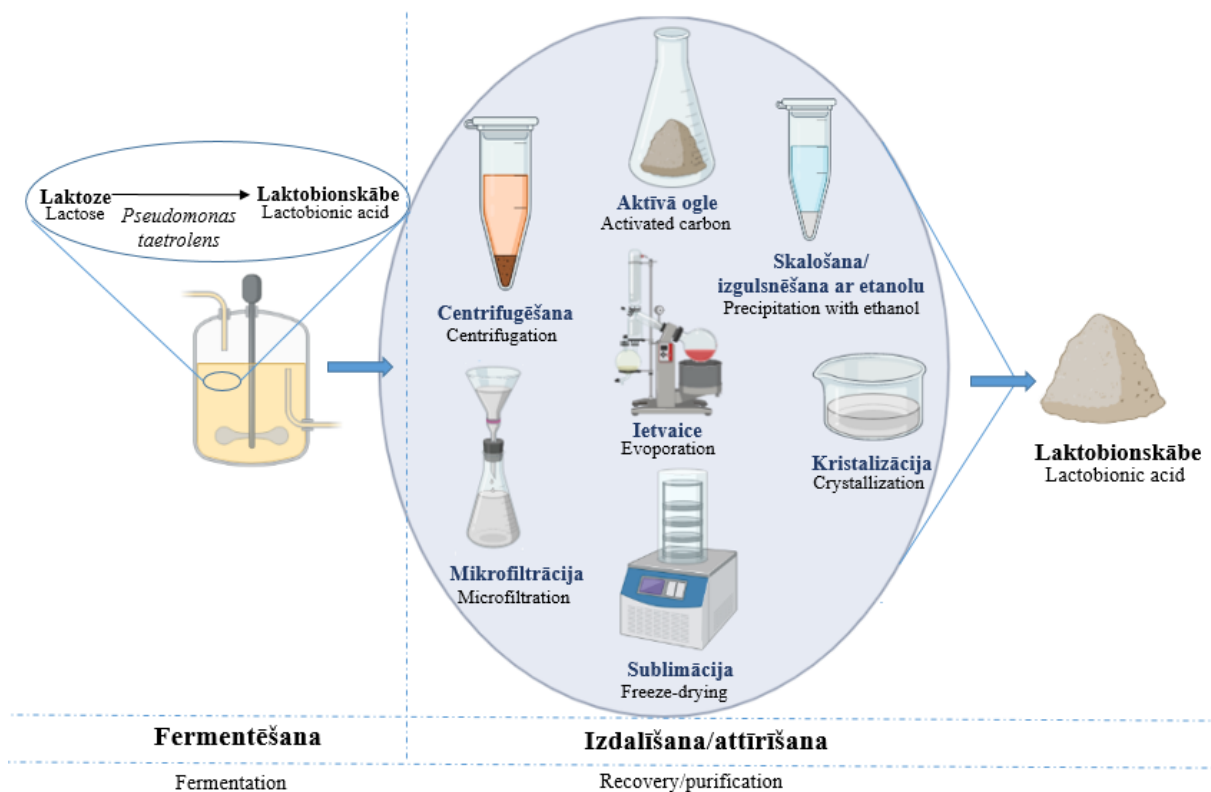 Laktoze
Lactose
Pseudomonas
taetrolens
Laktobionskābe
Lactobionic acid
Centrifugēšana
Centrifugation
Mikrofiltrācija
Microfiltration
Aktīvā ogle
Activated carbon
Ietvaice
Evoporation
Sublimācija
Freeze-drying
Skalošana/
izgulsnēšana ar etanolu
Precipitation with ethanol
Kristalizācija
Crystallization
Laktobionskābe
Lactobionic acid
Fermentēšana
Fermentation
Izdalīšana/attīrīšana
Recovery/purification